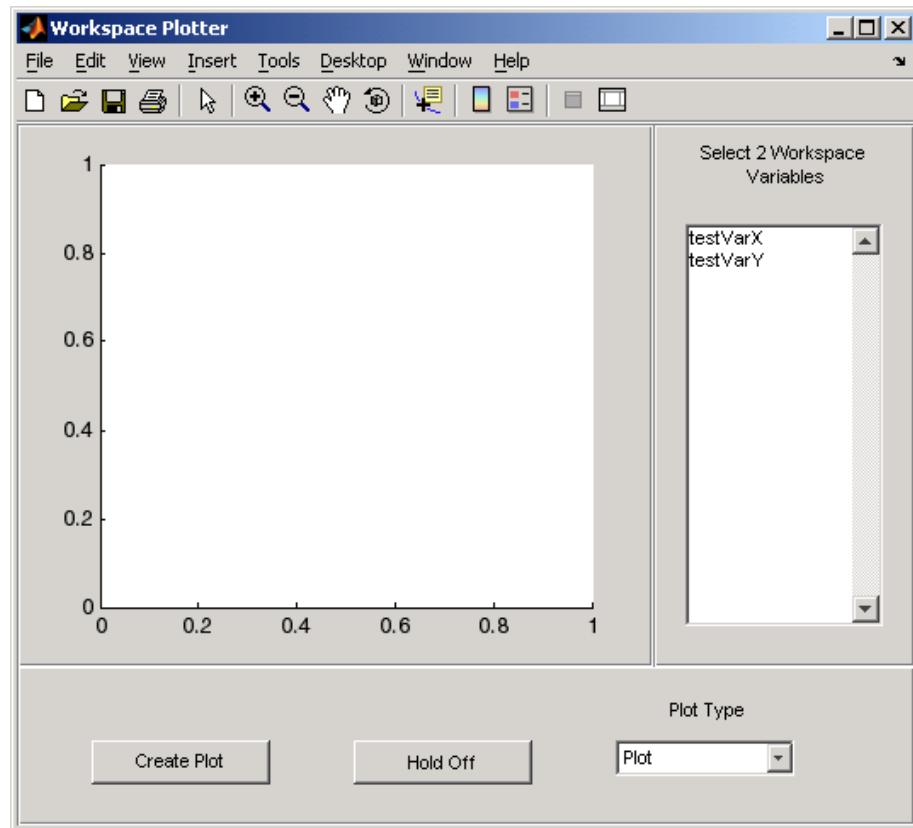 Workspace Plotter
File Edit View Insert Tools Desktop Window Help
Select 2 Workspace
Variables
testVarX
testVarY
1
0.8
0.6
0.4
0.2
0
0 0.2 0.4 0.6 0.8 1
Plot Type
Create Plot Hold Off Plot